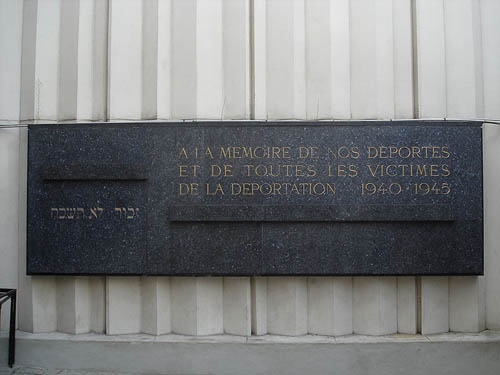 A LA MEMOIRE DE NOS DEPORTES
ET DE TOUTES LES VICTIMES
DE LA DEPORTATION 1940-1945
זכור לא תשכח